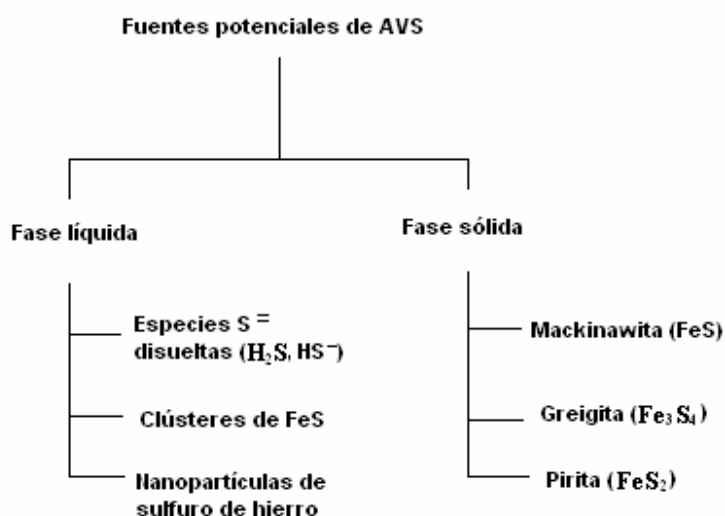 Fuentes potenciales de AVS
Fase líquida
Especies S⁼
disueltas (H₂S, HS⁻)
Clústeres de FeS
Nanopartículas de
sulfuro de hierro
Fase sólida
Mackinawita (FeS)
Greigita (Fe₃S₄)
Pirita (FeS₂)